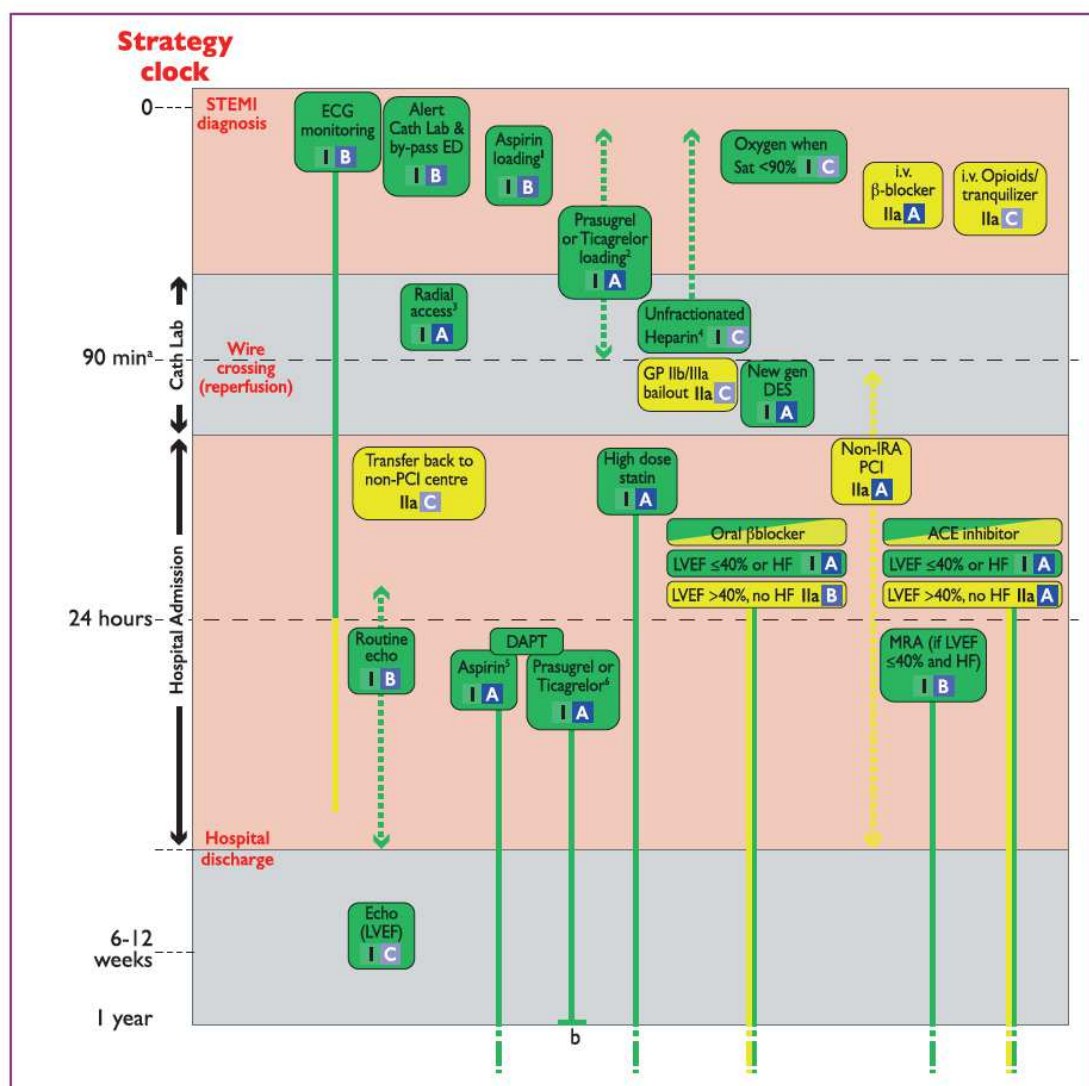 Strategy
clock
0
STEMI
diagnosis
ECG
monitoring
I B
Alert
Cath Lab &
by-pass ED
I B
Aspirin
loading¹
I B
Prasugrel
or Ticagrelor
loading²
I A
Oxygen when
Sat <90% I C
i.v.
β-blocker
IIa A
i.v. Opioids/
tranquilizer
IIa C
Cath Lab
90 minᵃ
Wire
crossing
(reperfusion)
Radial
access³
I A
Unfractionated
Heparin⁴ I C
GP IIb/IIIa
bailout IIa C
New gen
DES
I A
Hospital Admission
Transfer back to
non-PCI centre
IIa C
High dose
statin
I A
Non-IRA
PCI
IIa A
Oral βblocker
LVEF ≤40% or HF I A
LVEF >40%, no HF IIa B
ACE inhibitor
LVEF ≤40% or HF I A
LVEF >40%, no HF IIa A
24 hours
Routine
echo
I B
DAPT
Aspirin⁵
I A
Prasugrel or
Ticagrelor⁶
I A
MRA (if LVEF
≤40% and HF)
I B
Hospital
discharge
Echo
(LVEF)
I C
6-12
weeks
1 year
b